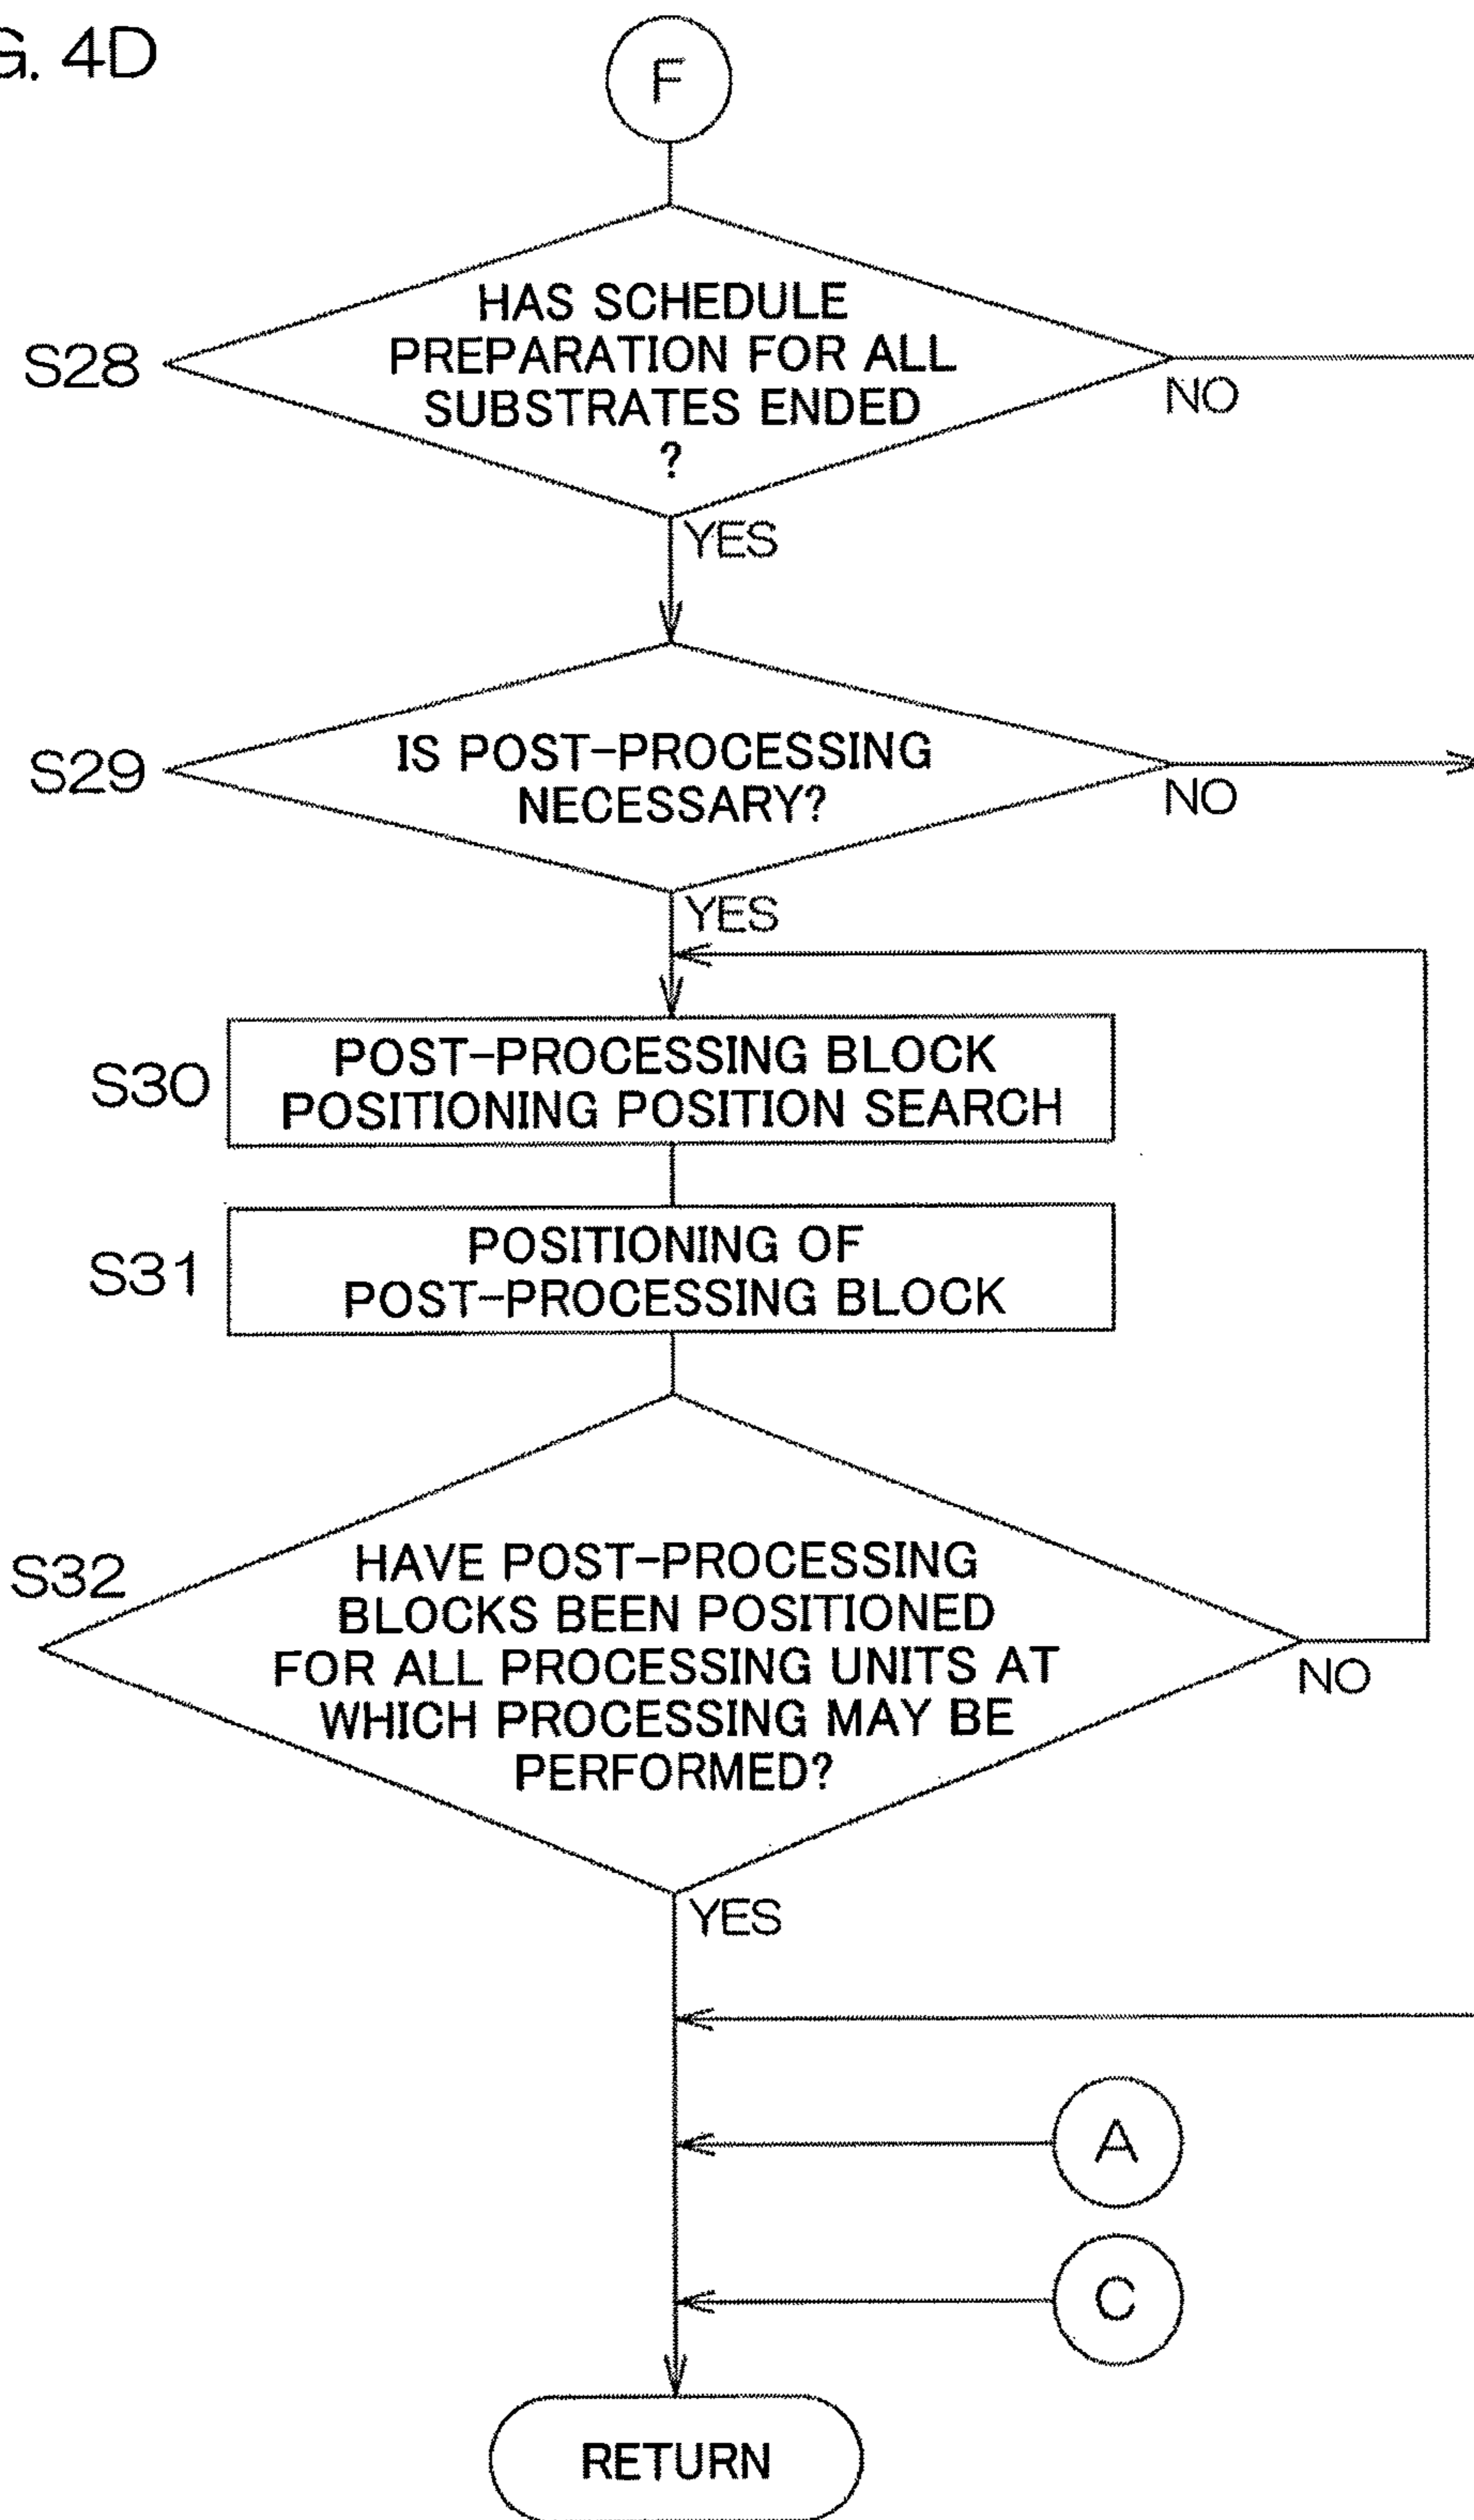 G. 4D
F
HAS SCHEDULE
PREPARATION FOR ALL
SUBSTRATES ENDED
?
S28
NO
YES
IS POST-PROCESSING
NECESSARY?
S29
NO
YES
S30
POST-PROCESSING BLOCK
POSITIONING POSITION SEARCH
S31
POSITIONING OF
POST-PROCESSING BLOCK
S32
HAVE POST-PROCESSING
BLOCKS BEEN POSITIONED
FOR ALL PROCESSING UNITS AT
WHICH PROCESSING MAY BE
PERFORMED?
NO
YES
A
C
RETURN